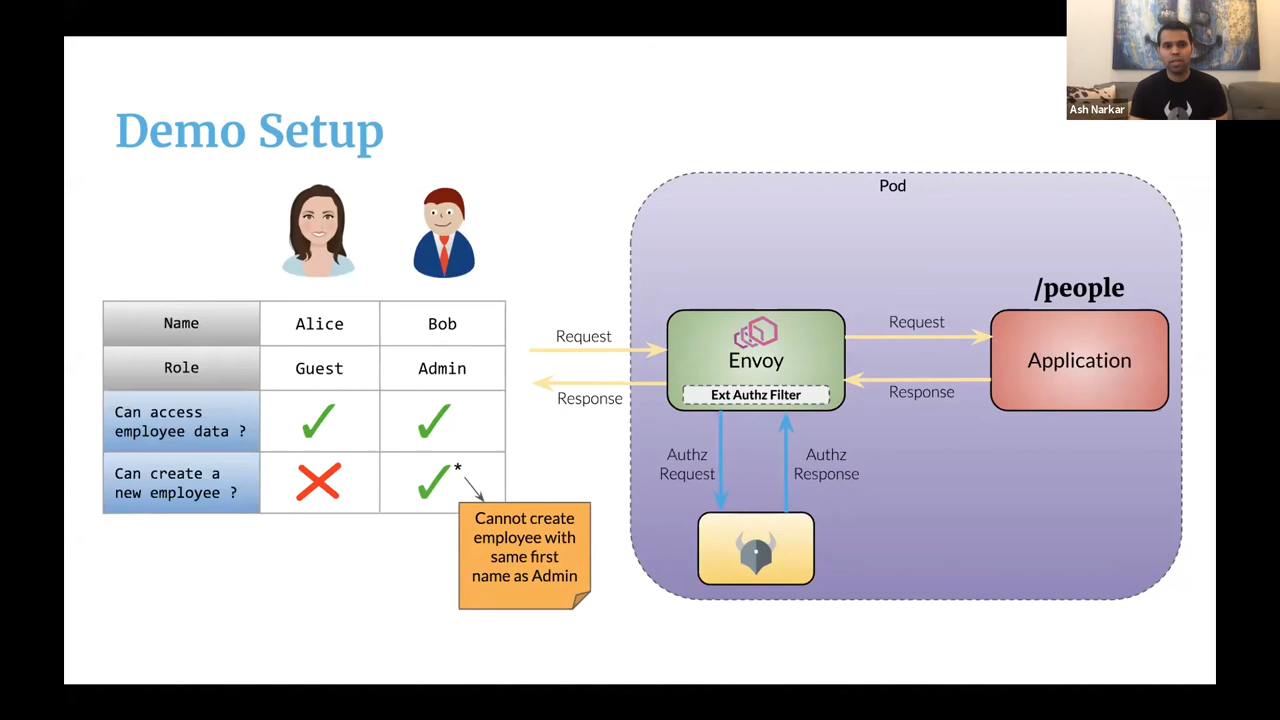 Ash Narkar
Demo Setup
Name
Alice
Bob
Role
Guest
Admin
Can access
employee data ?
Can create a
new employee ?
*
Cannot create
employee with
same first
name as Admin
Request
Response
Pod
/people
Envoy
Ext Authz Filter
Request
Response
Application
Authz
Request
Authz
Response